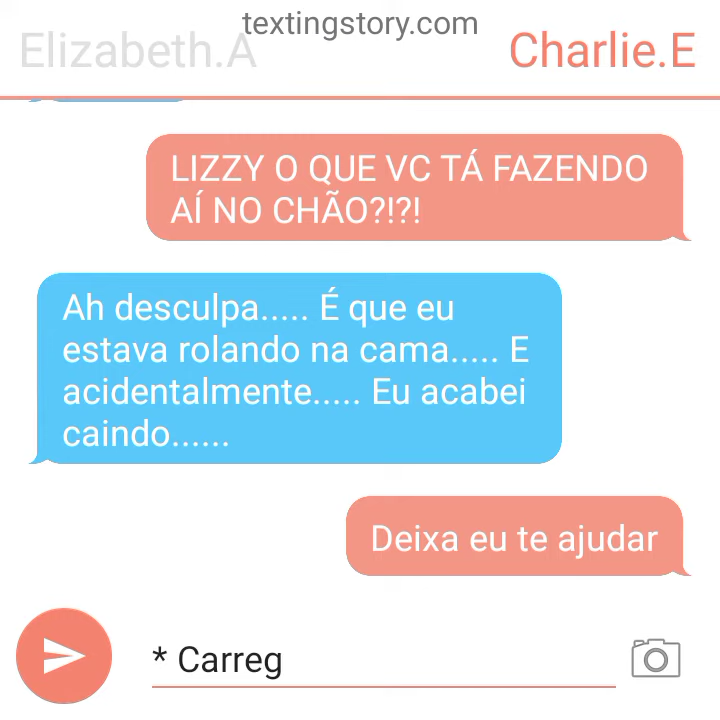 textingstory.com
Elizabeth.A
Charlie.E
LIZZY O QUE VC TÁ FAZENDO
AÍ NO CHÃO?!?!
Ah desculpa..... É que eu
estava rolando na cama..... E
acidentalmente..... Eu acabei
caindo......
Deixa eu te ajudar
* Carreg